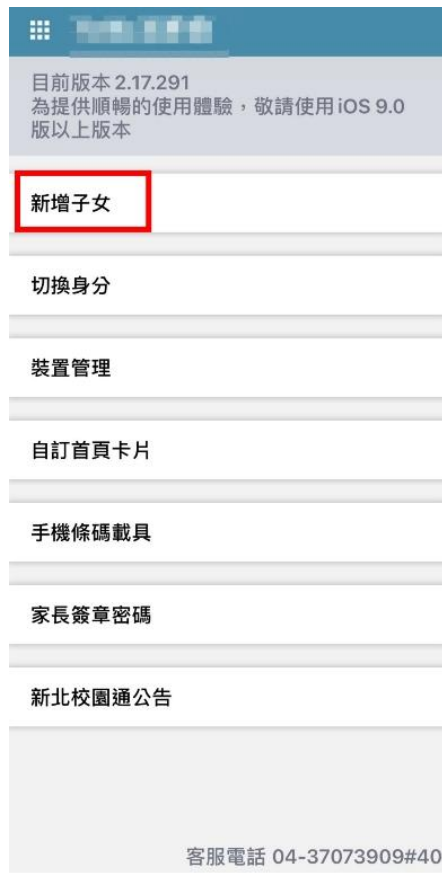 目前版本 2.17.291
為提供順暢的使用體驗，敬請使用 iOS 9.0
版以上版本
新增子女
切換身分
裝置管理
自訂首頁卡片
手機條碼載具
家長簽章密碼
新北校園通公告
客服電話 04-37073909#40